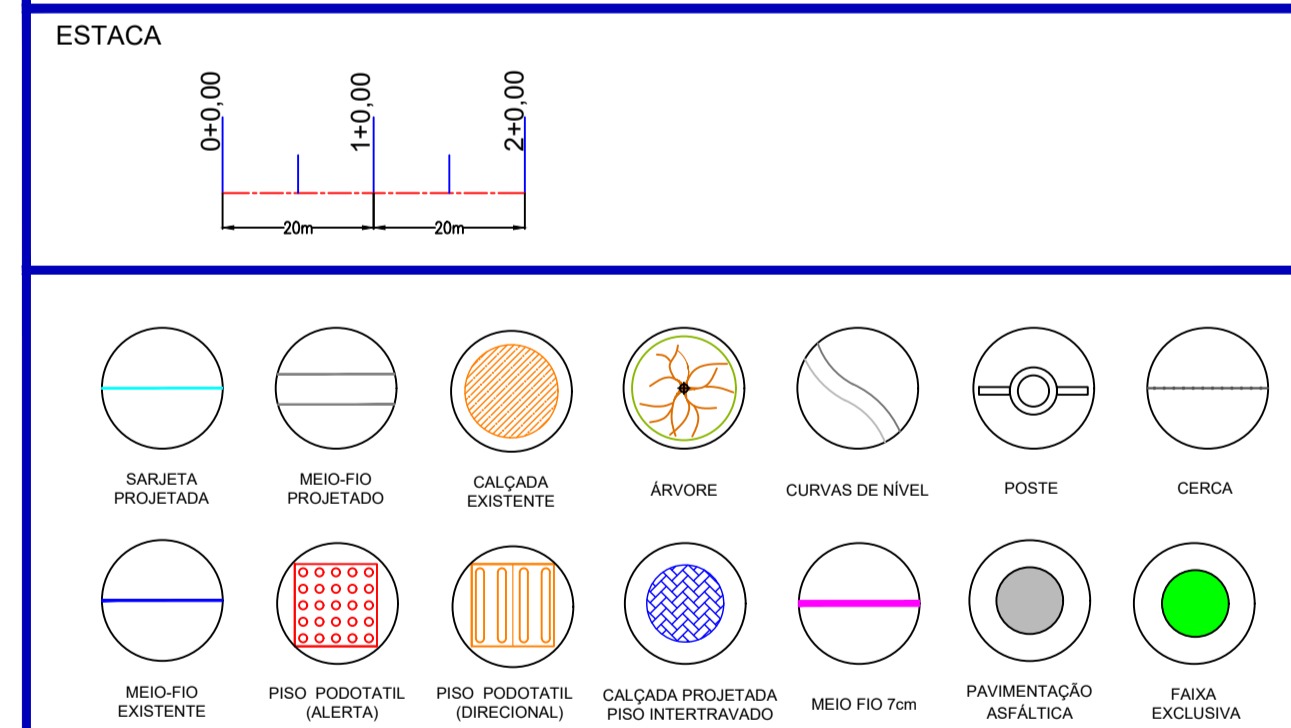 ESTACA
0+0,00
1+0,00
2+0,00
20m
20m
SARJETA
PROJETADA
MEIO-FIO
PROJETADO
CALÇADA
EXISTENTE
ÁRVORE
CURVAS DE NÍVEL
POSTE
CERCA
MEIO-FIO
EXISTENTE
PISO PODOTATIL
(ALERTA)
PISO PODOTATIL
(DIRECIONAL)
CALÇADA PROJETADA
PISO INTERTRAVADO
MEIO FIO 7cm
PAVIMENTAÇÃO
ASFÁLTICA
FAIXA
EXCLUSIVA